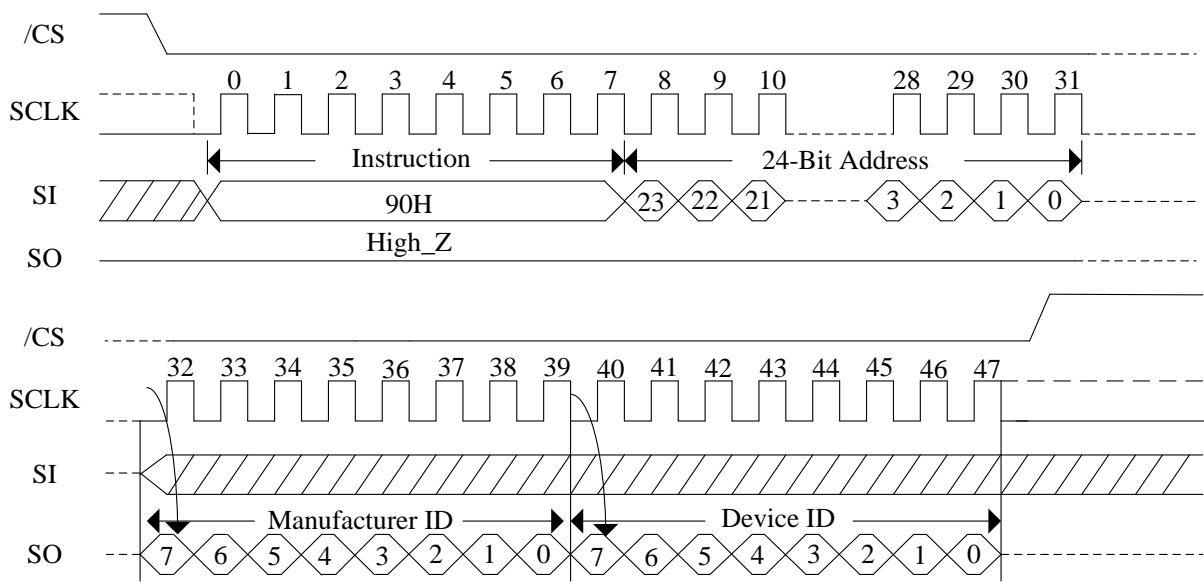 /CS
0 1 2 3 4 5 6 7 8 9 10 28 29 30 31
SCLK
Instruction 24-Bit Address
SI 90H 23 22 21 3 2 1 0
High_Z
SO
/CS
32 33 34 35 36 37 38 39 40 41 42 43 44 45 46 47
SCLK
SI
Manufacturer ID Device ID
SO 7 6 5 4 3 2 1 0 7 6 5 4 3 2 1 0